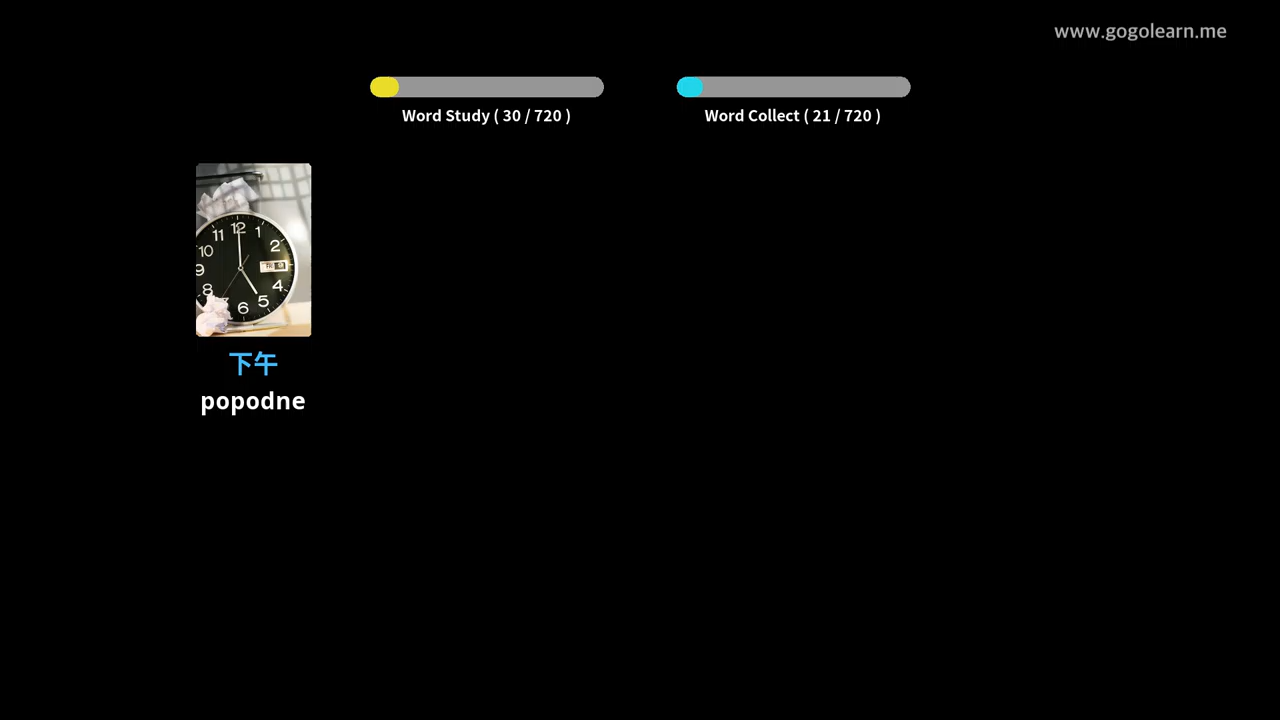 www.gogolearn.me
Word Study ( 30 / 720 )
Word Collect ( 21 / 720 )
12
11
1
10
2
9
4
8
5
6
下午
popodne